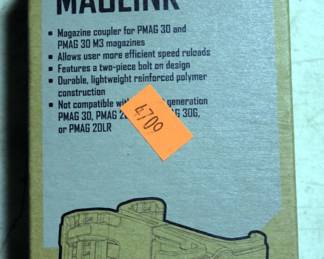 MAGLINK
▪ Magazine coupler for PMAG 30 and
PMAG 30 M3 magazines
▪ Allows user more efficient speed reloads
▪ Features a two-piece bolt on design
▪ Durable, lightweight reinforced polymer
construction
▪ Not compatible generation
PMAG 30, PMAG 30G,
or PMAG 20LR
4700